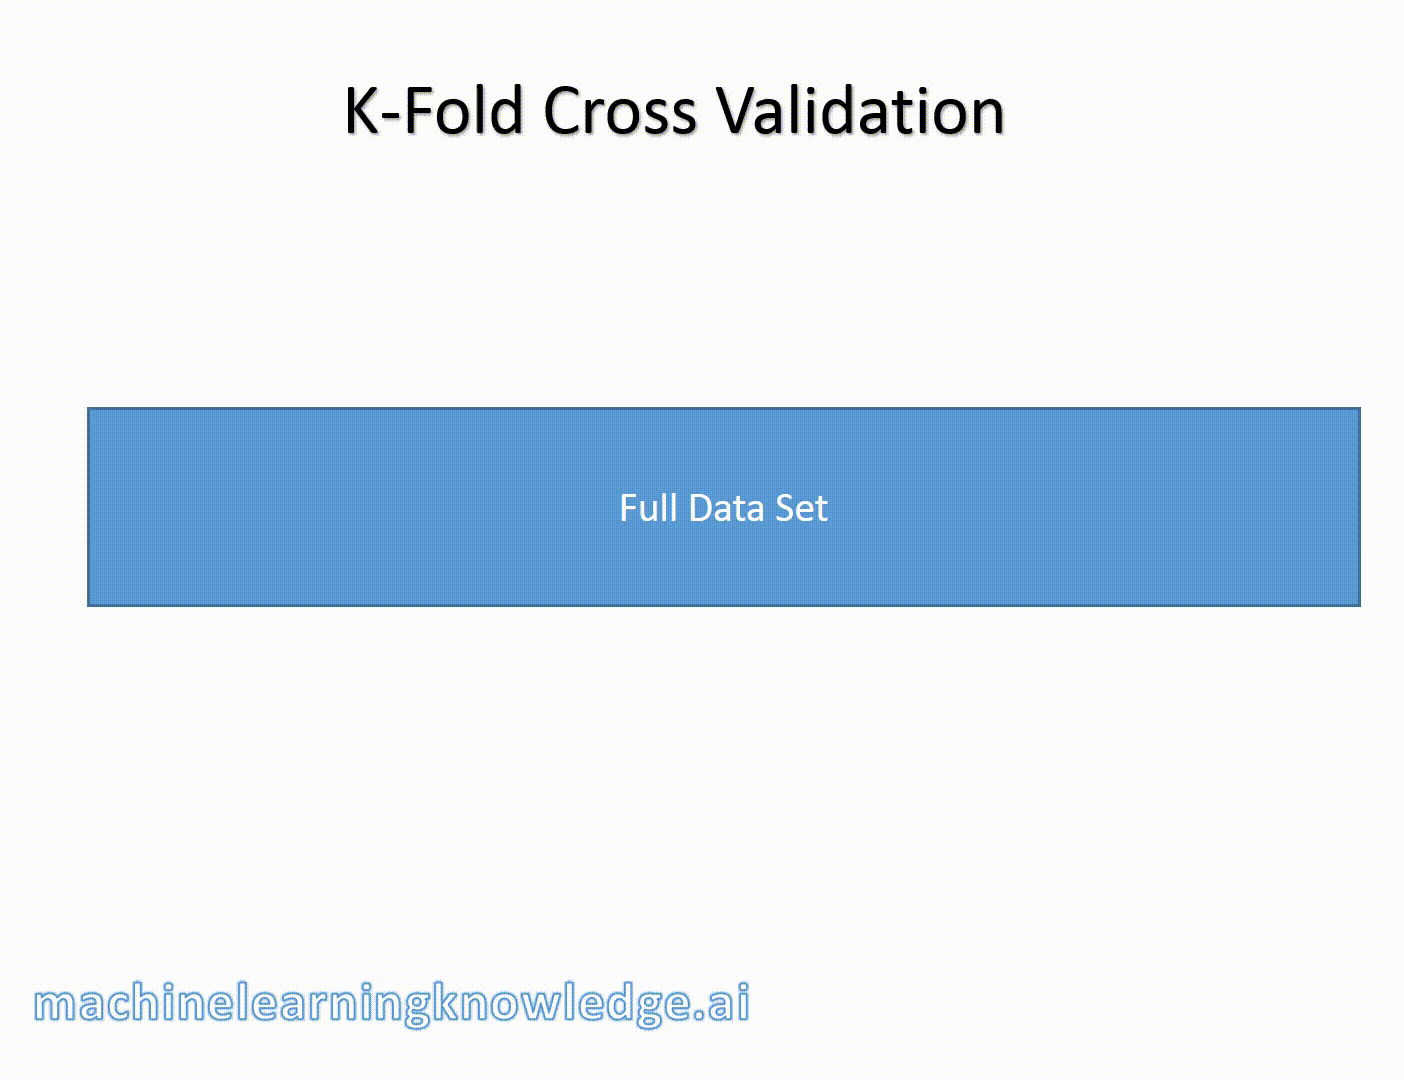 K-Fold Cross Validation
Full Data Set
machinelearningknowledge.ai